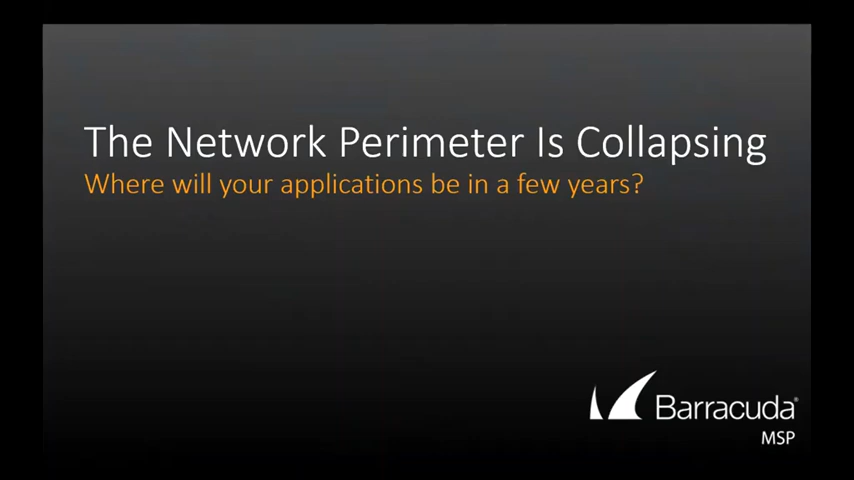 The Network Perimeter Is Collapsing
Where will your applications be in a few years?
Barracuda®
MSP